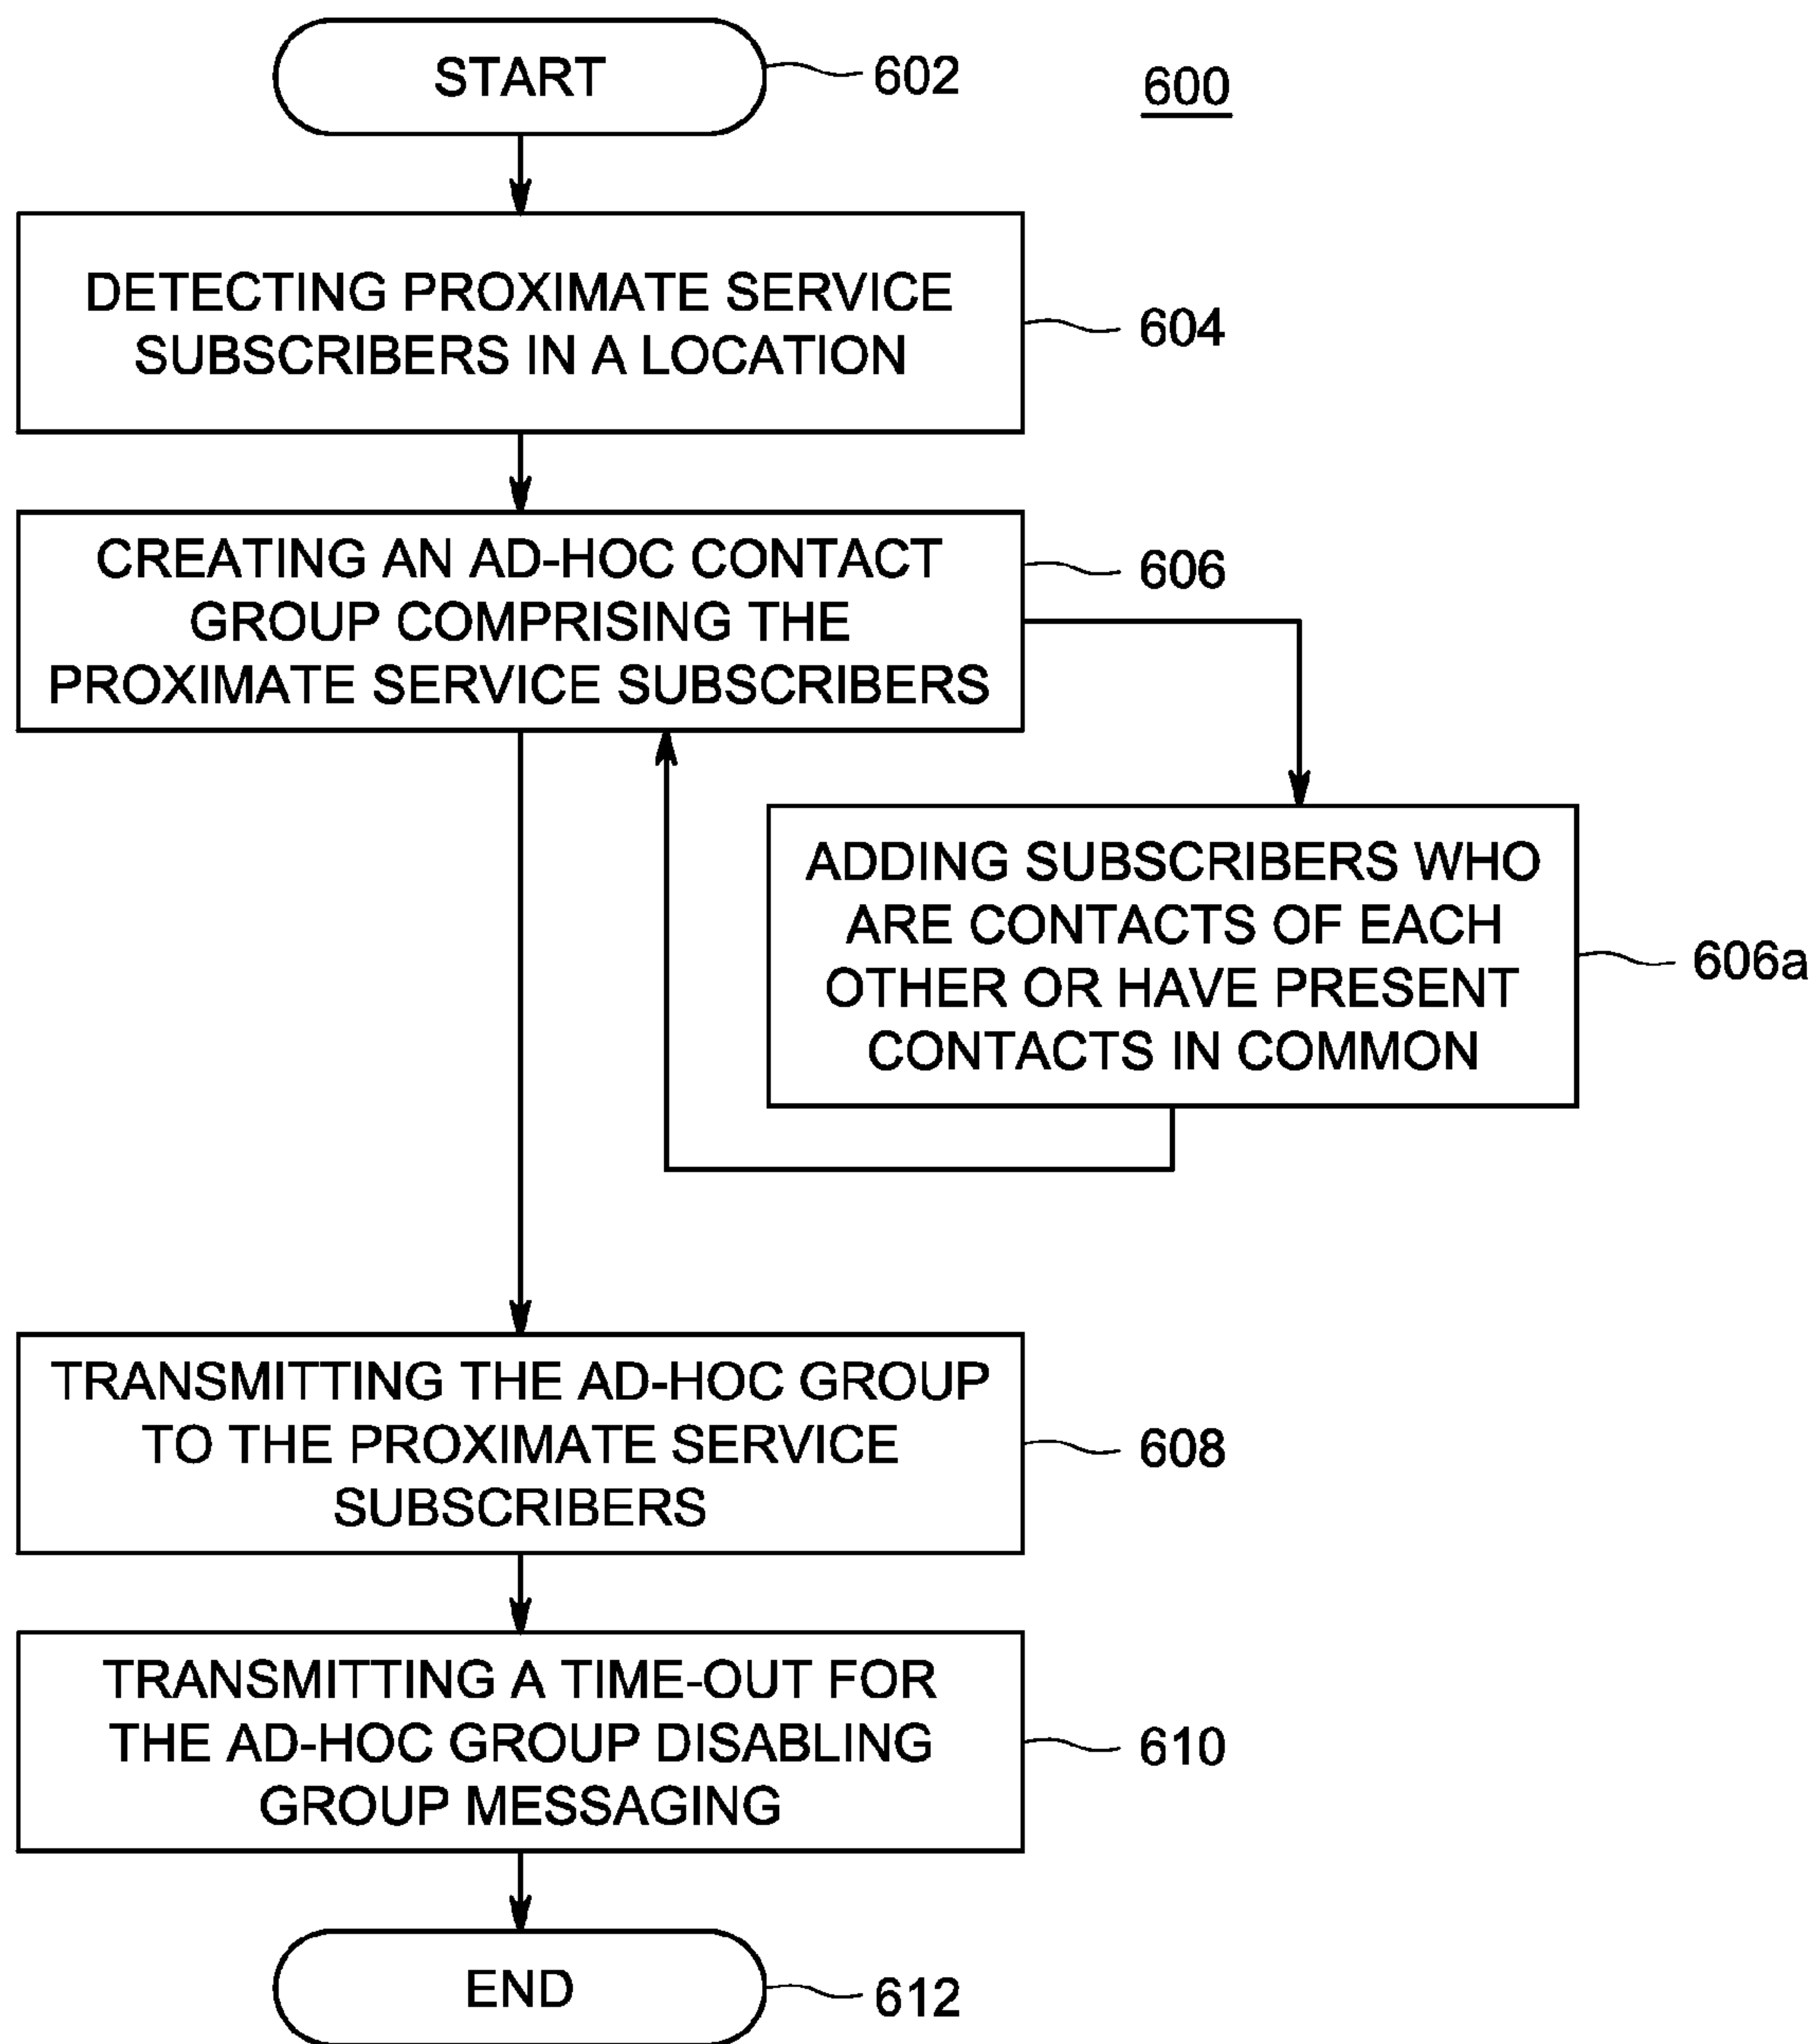 START
602
600
DETECTING PROXIMATE SERVICE
SUBSCRIBERS IN A LOCATION
604
CREATING AN AD-HOC CONTACT
GROUP COMPRISING THE
PROXIMATE SERVICE SUBSCRIBERS
606
ADDING SUBSCRIBERS WHO
ARE CONTACTS OF EACH
OTHER OR HAVE PRESENT
CONTACTS IN COMMON
606a
TRANSMITTING THE AD-HOC GROUP
TO THE PROXIMATE SERVICE
SUBSCRIBERS
608
TRANSMITTING A TIME-OUT FOR
THE AD-HOC GROUP DISABLING
GROUP MESSAGING
610
END
612